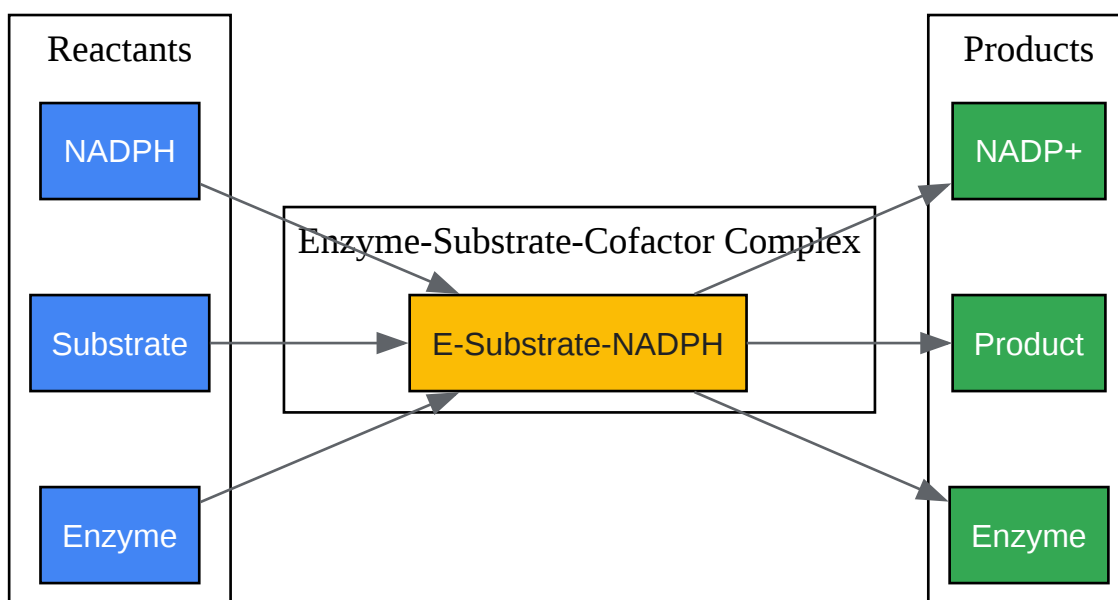 Reactants
NADPH
Substrate
Enzyme
Enzyme-Substrate-Cofactor Complex
E-Substrate-NADPH
Products
NADP+
Product
Enzyme